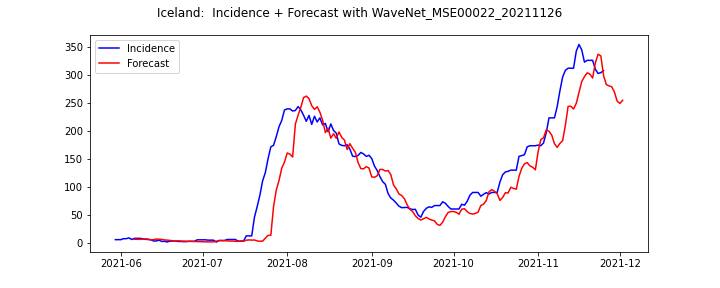 Iceland:  Incidence + Forecast with WaveNet_MSE00022_20211126
350
300
250
200
150
100
50
0
Incidence
Forecast
2021-06 2021-07 2021-08 2021-09 2021-10 2021-11 2021-12